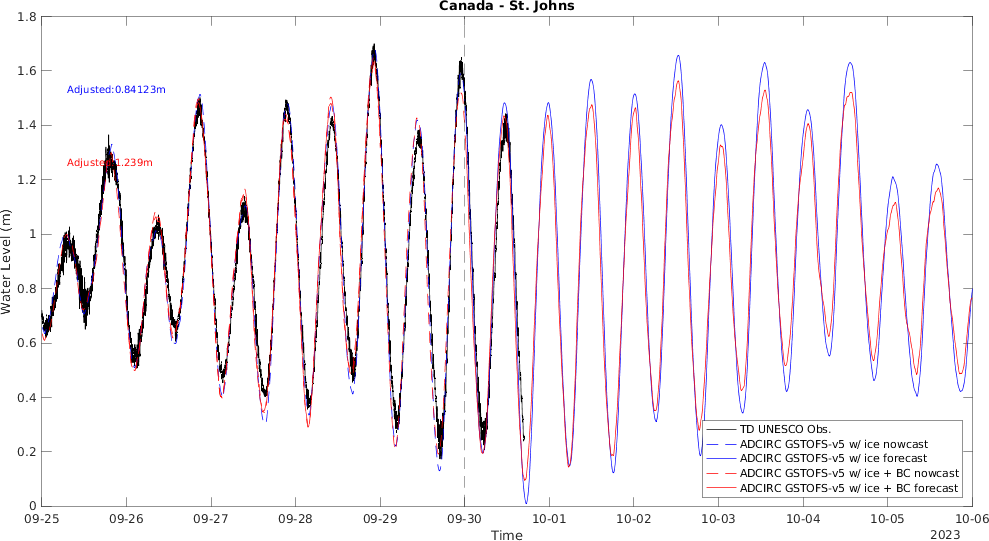 Canada - St. Johns
1.8
1.6
1.4
1.2
1
0.8
0.6
0.4
0.2
0
Water Level (m)
Adjusted:0.84123m
Adjusted:1.239m
TD UNESCO Obs.
ADCIRC GSTOFS-v5 w/ ice nowcast
ADCIRC GSTOFS-v5 w/ ice forecast
ADCIRC GSTOFS-v5 w/ ice + BC nowcast
ADCIRC GSTOFS-v5 w/ ice + BC forecast
09-25 09-26 09-27 09-28 09-29 09-30 10-01 10-02 10-03 10-04 10-05 10-06
Time
2023